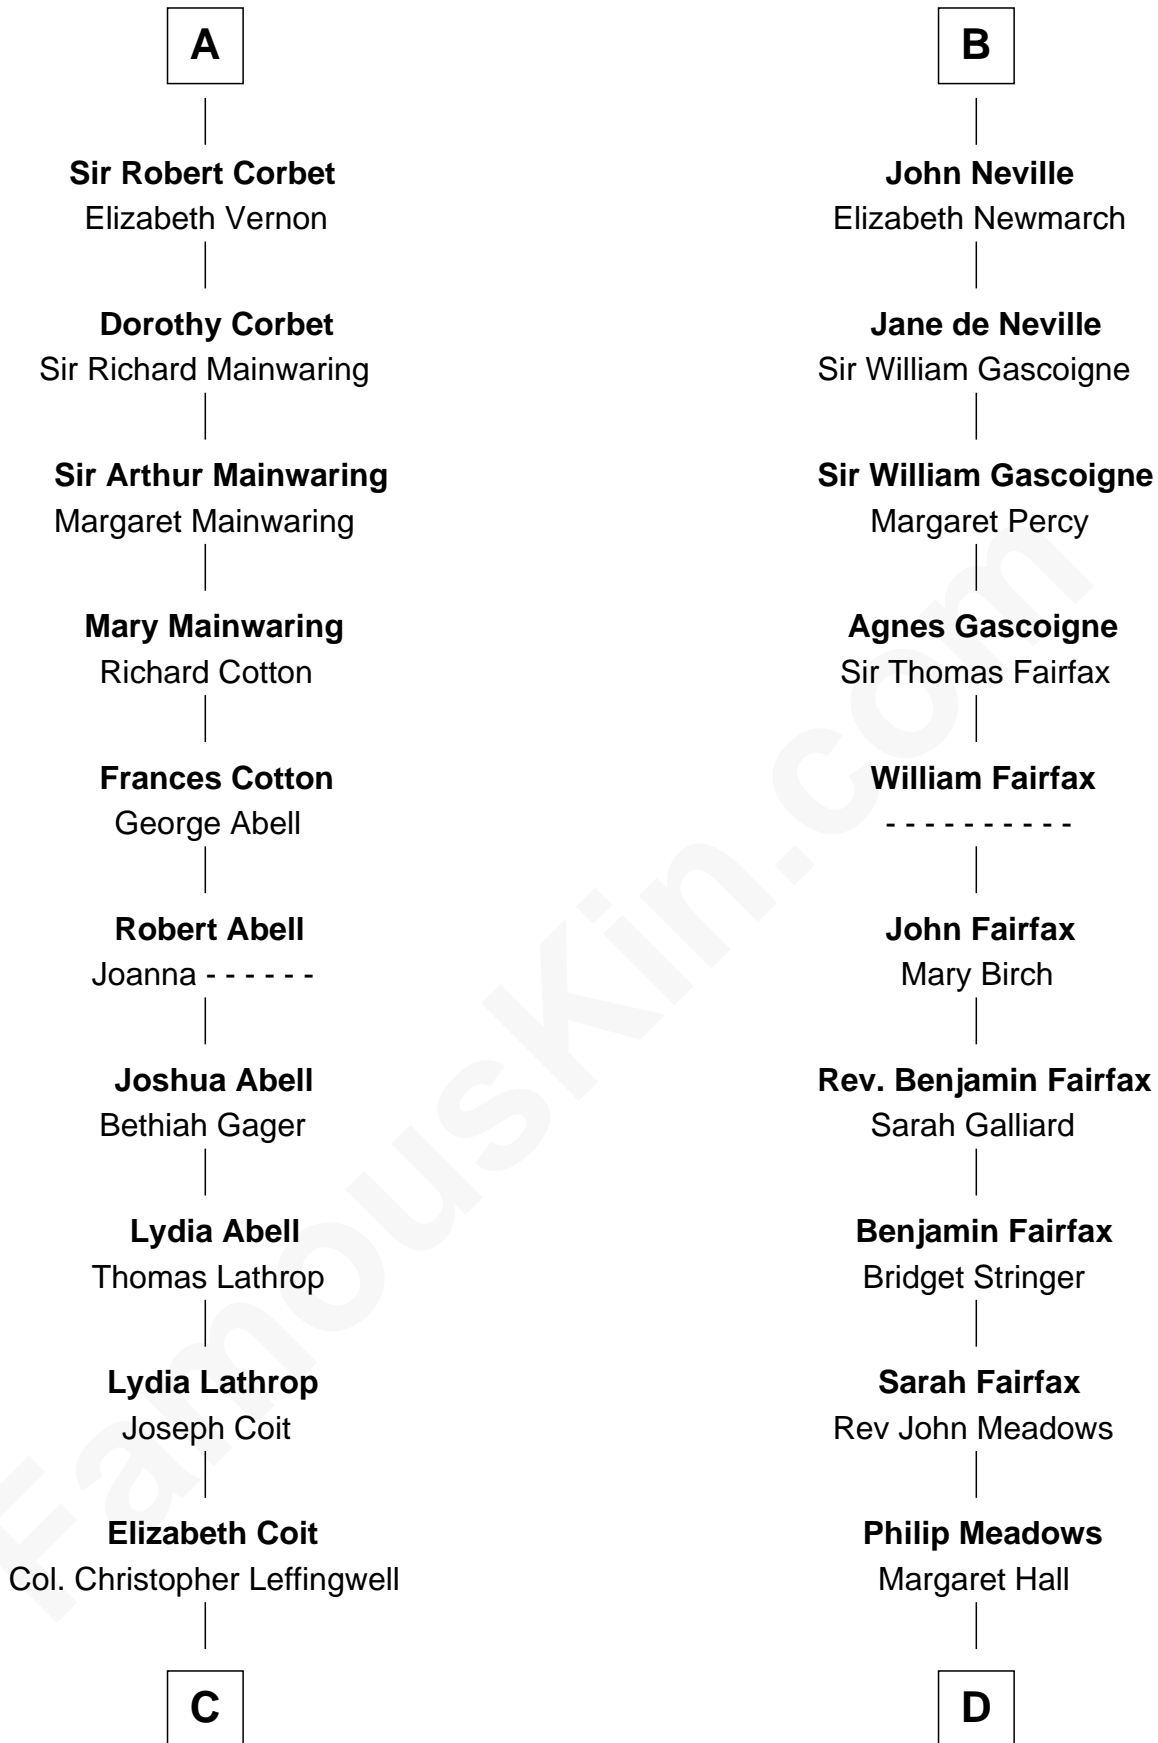 A
Sir Robert Corbet
Elizabeth Vernon
Dorothy Corbet
Sir Richard Mainwaring
Sir Arthur Mainwaring
Margaret Mainwaring
Mary Mainwaring
Richard Cotton
Frances Cotton
George Abell
Robert Abell
Joanna - - - - - -
Joshua Abell
Bethiah Gager
Lydia Abell
Thomas Lathrop
Lydia Lathrop
Joseph Coit
Elizabeth Coit
Col. Christopher Leffingwell
C
B
John Neville
Elizabeth Newmarch
Jane de Neville
Sir William Gascoigne
Sir William Gascoigne
Margaret Percy
Agnes Gascoigne
Sir Thomas Fairfax
William Fairfax
- - - - - - - - - -
John Fairfax
Mary Birch
Rev. Benjamin Fairfax
Sarah Galliard
Benjamin Fairfax
Bridget Stringer
Sarah Fairfax
Rev John Meadows
Philip Meadows
Margaret Hall
D
FamousKin.com